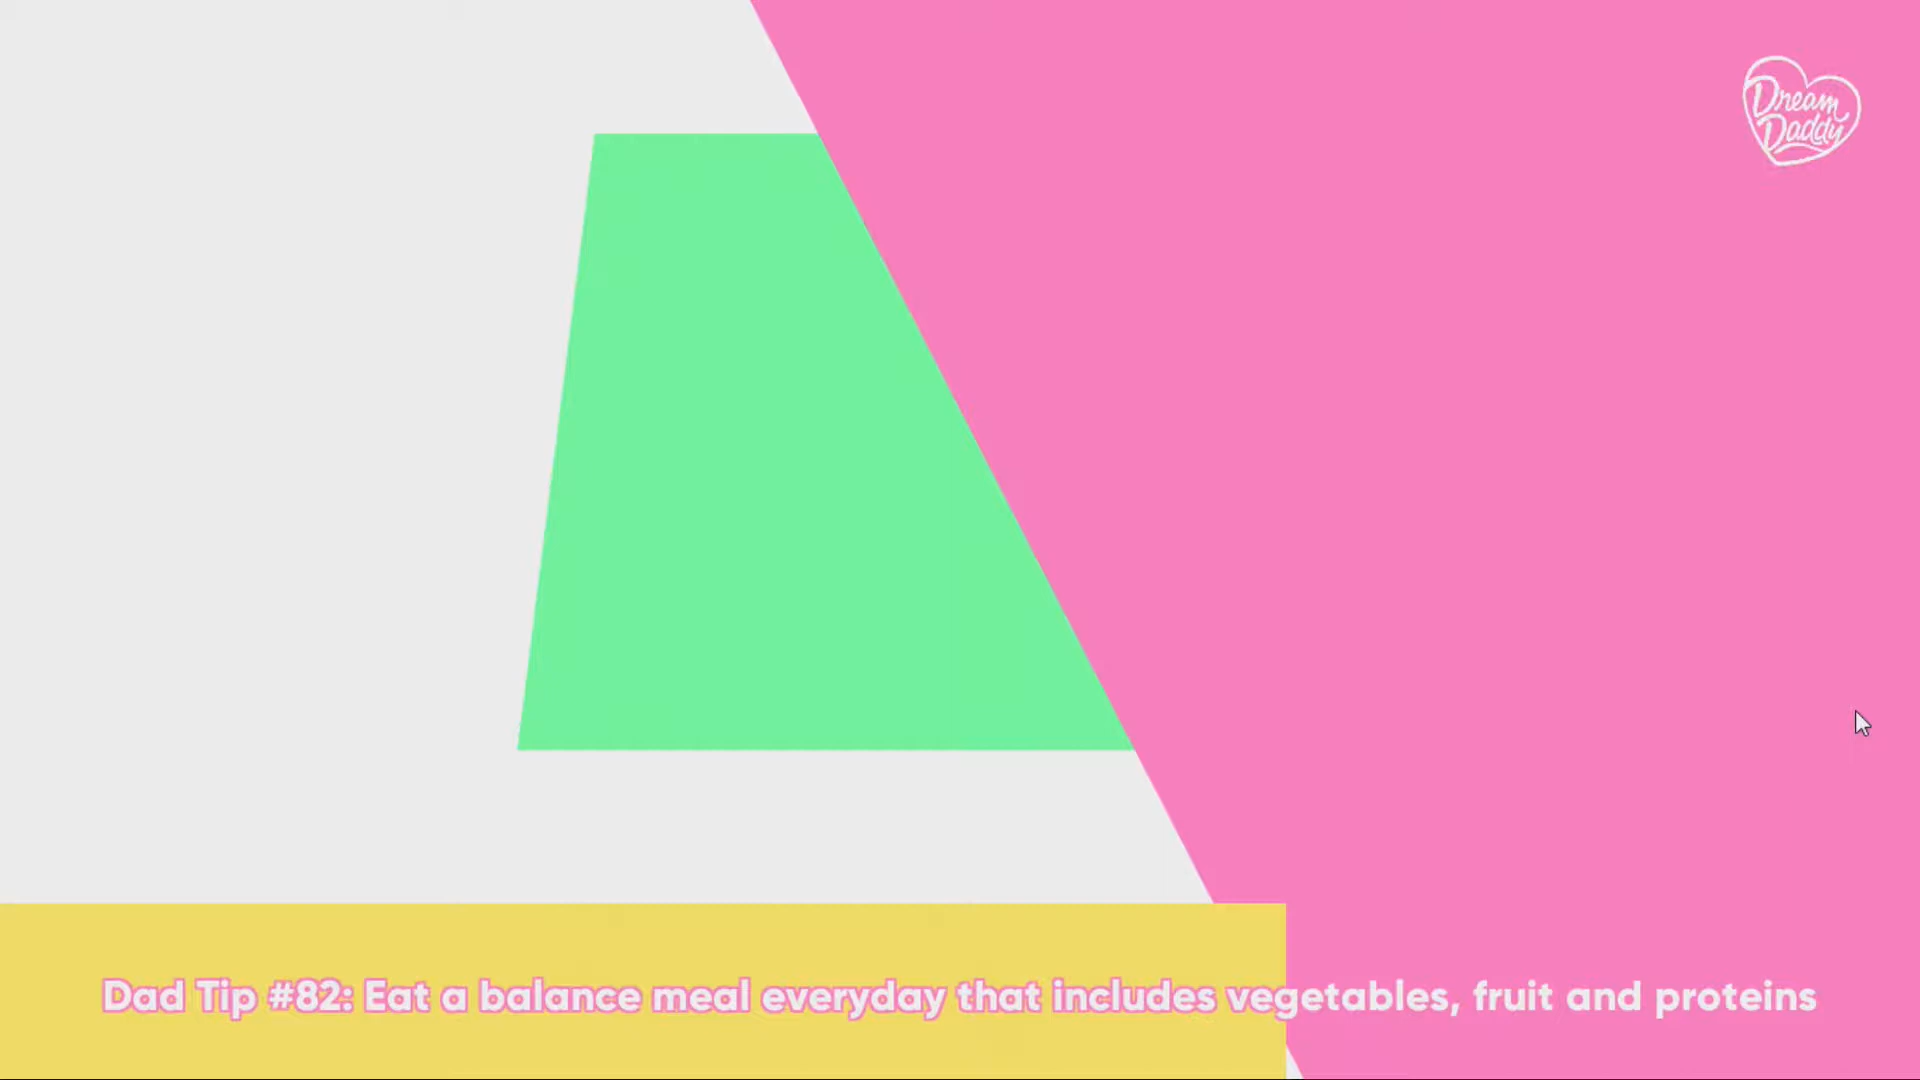 Dream
Daddy
Dad Tip #82: Eat a balance meal everyday that includes vegetables, fruit and proteins